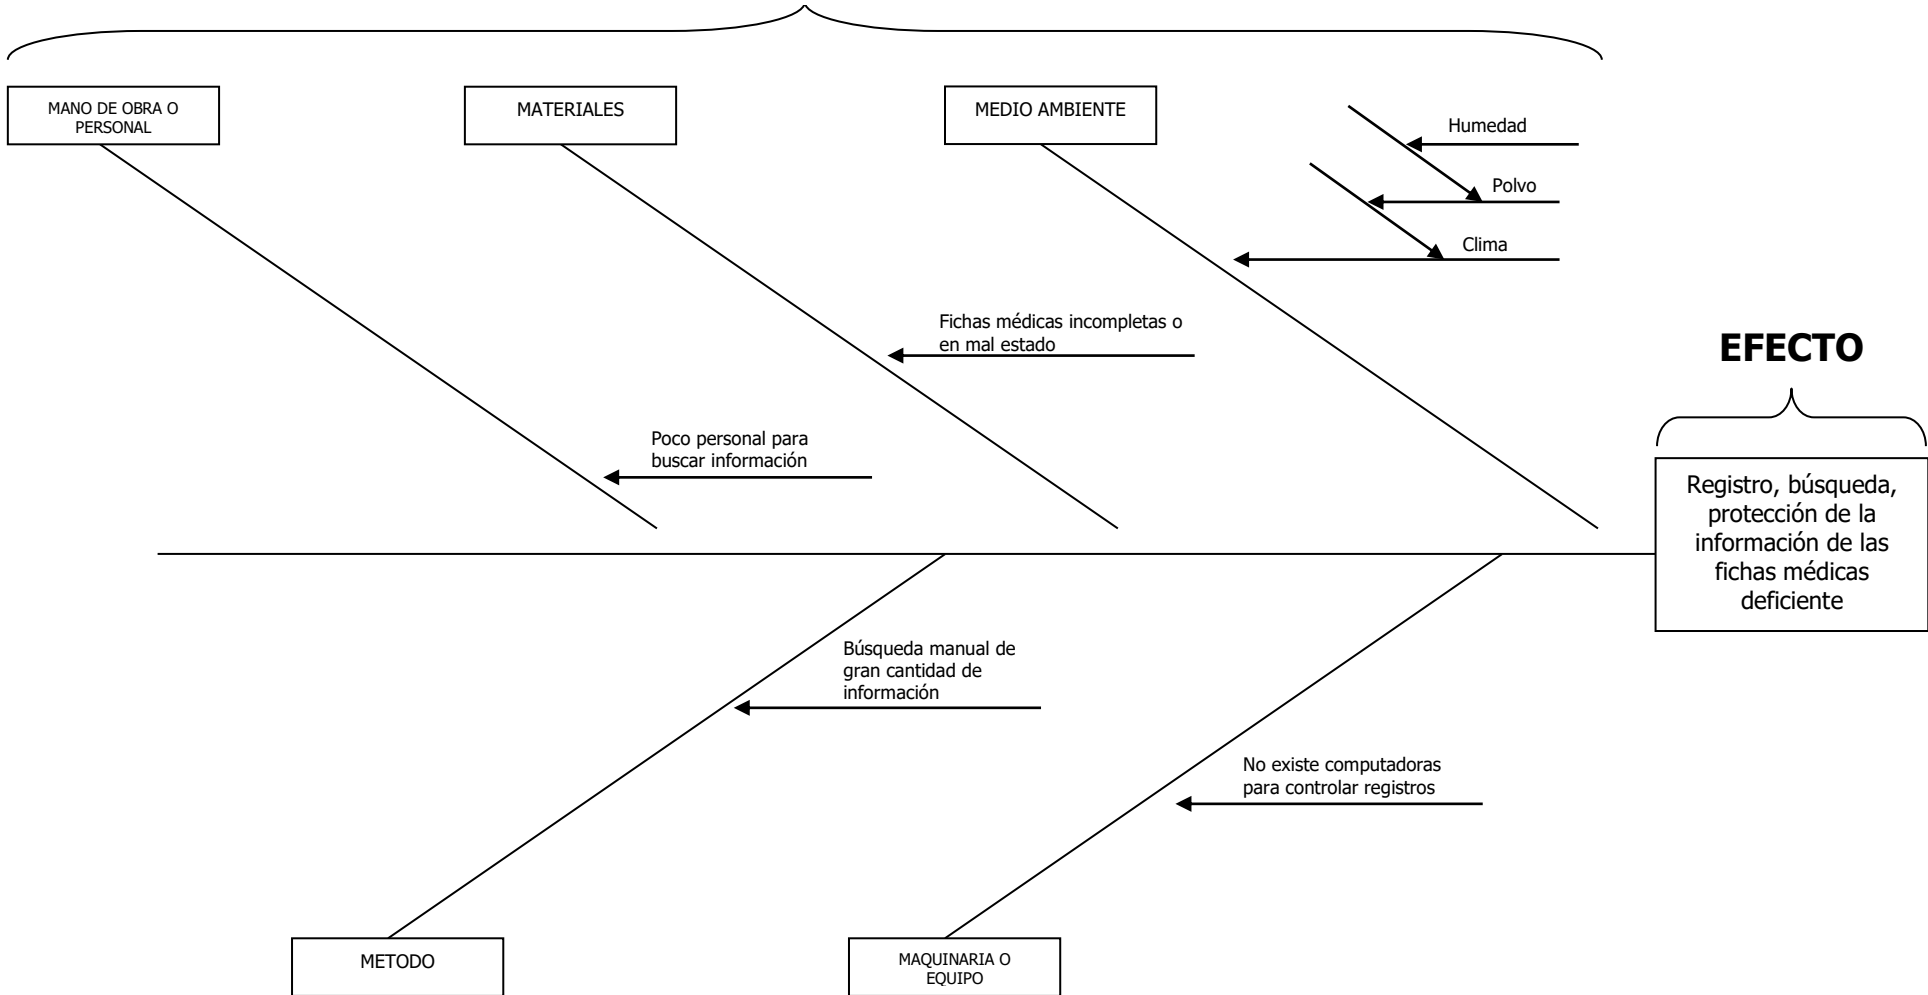 MANO DE OBRA O
PERSONAL
MATERIALES
MEDIO AMBIENTE
Humedad
Polvo
Clima
Fichas médicas incompletas o
en mal estado
Poco personal para
buscar información
EFECTO
Registro, búsqueda,
protección de la
información de las
fichas médicas
deficiente
Búsqueda manual de
gran cantidad de
información
No existe computadoras
para controlar registros
METODO
MAQUINARIA O
EQUIPO